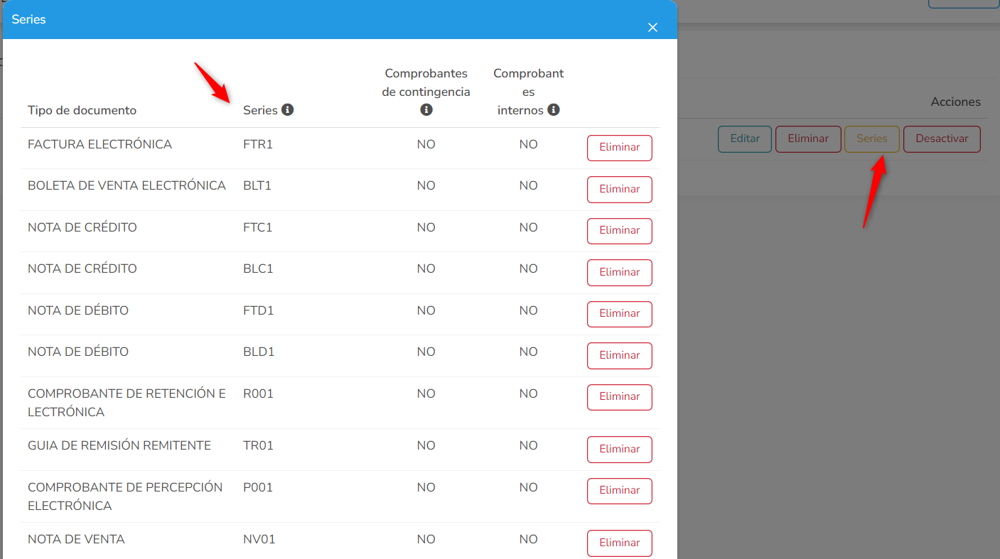 Series
Comprobantes
de contingencia
Comprobant
es
internos
Tipo de documento
Series
Acciones
FACTURA ELECTRÓNICA FTR1 NO NO Eliminar
Editar Eliminar Series Desactivar
BOLETA DE VENTA ELECTRÓNICA BLT1 NO NO Eliminar
NOTA DE CRÉDITO FTC1 NO NO Eliminar
NOTA DE CRÉDITO BLC1 NO NO Eliminar
NOTA DE DÉBITO FTD1 NO NO Eliminar
NOTA DE DÉBITO BLD1 NO NO Eliminar
COMPROBANTE DE RETENCIÓN E R001 NO NO Eliminar
LECTRÓNICA
GUIA DE REMISIÓN REMITENTE TR01 NO NO Eliminar
COMPROBANTE DE PERCEPCIÓN P001 NO NO Eliminar
ELECTRÓNICA
NOTA DE VENTA NV01 NO NO Eliminar